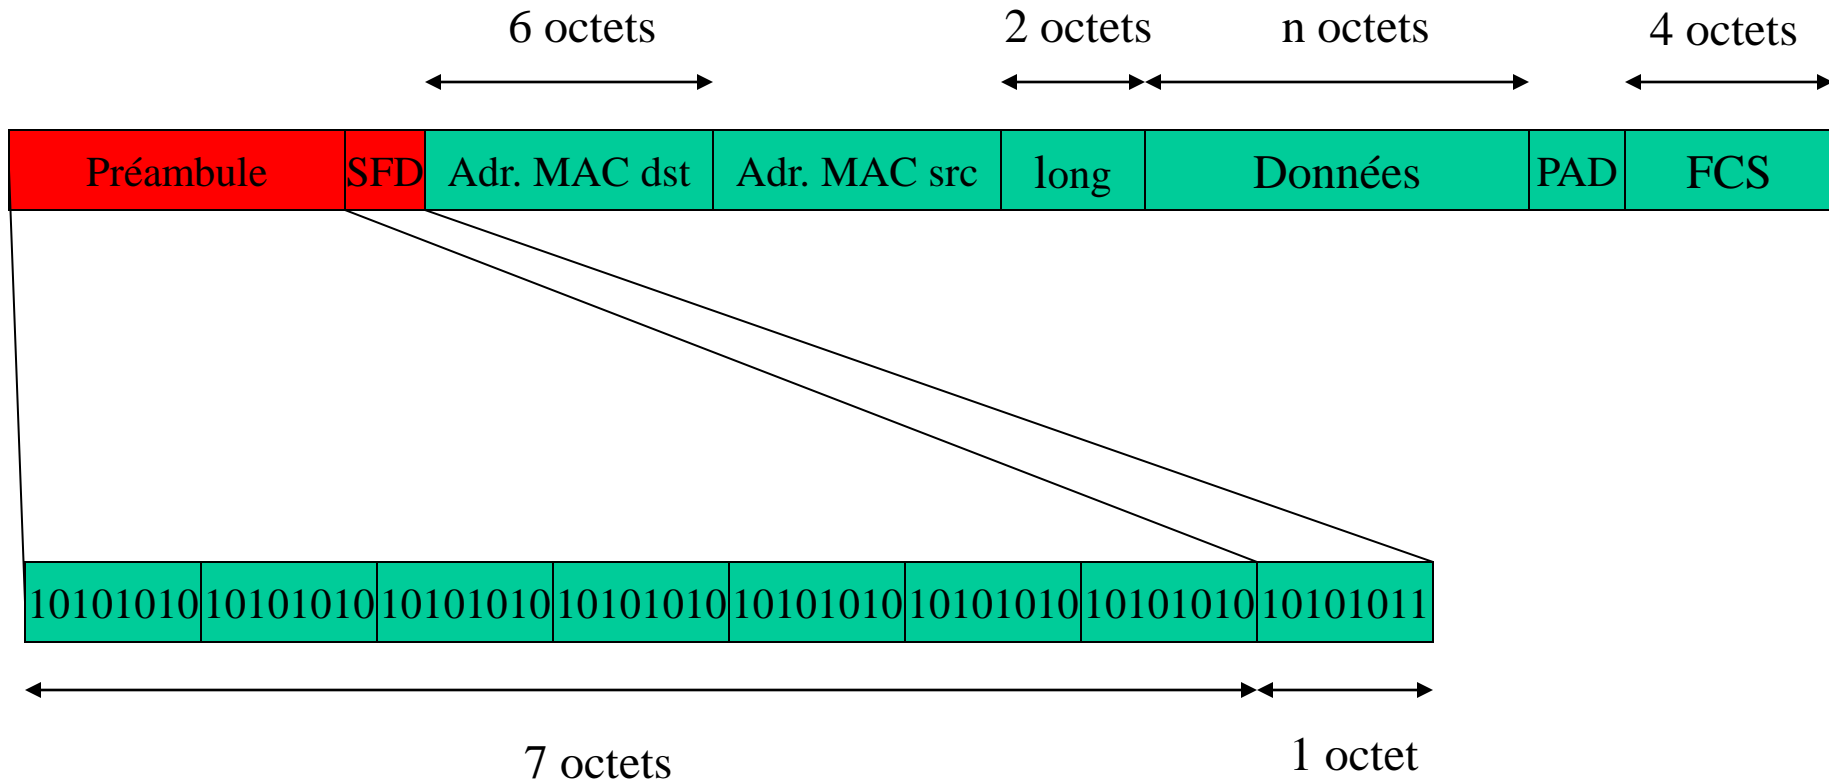 6 octets 2 octets n octets 4 octets
Préambule SFD Adr. MAC dst Adr. MAC src long Données PAD FCS
10101010 10101010 10101010 10101010 10101010 10101010 10101010 10101011
7 octets 1 octet